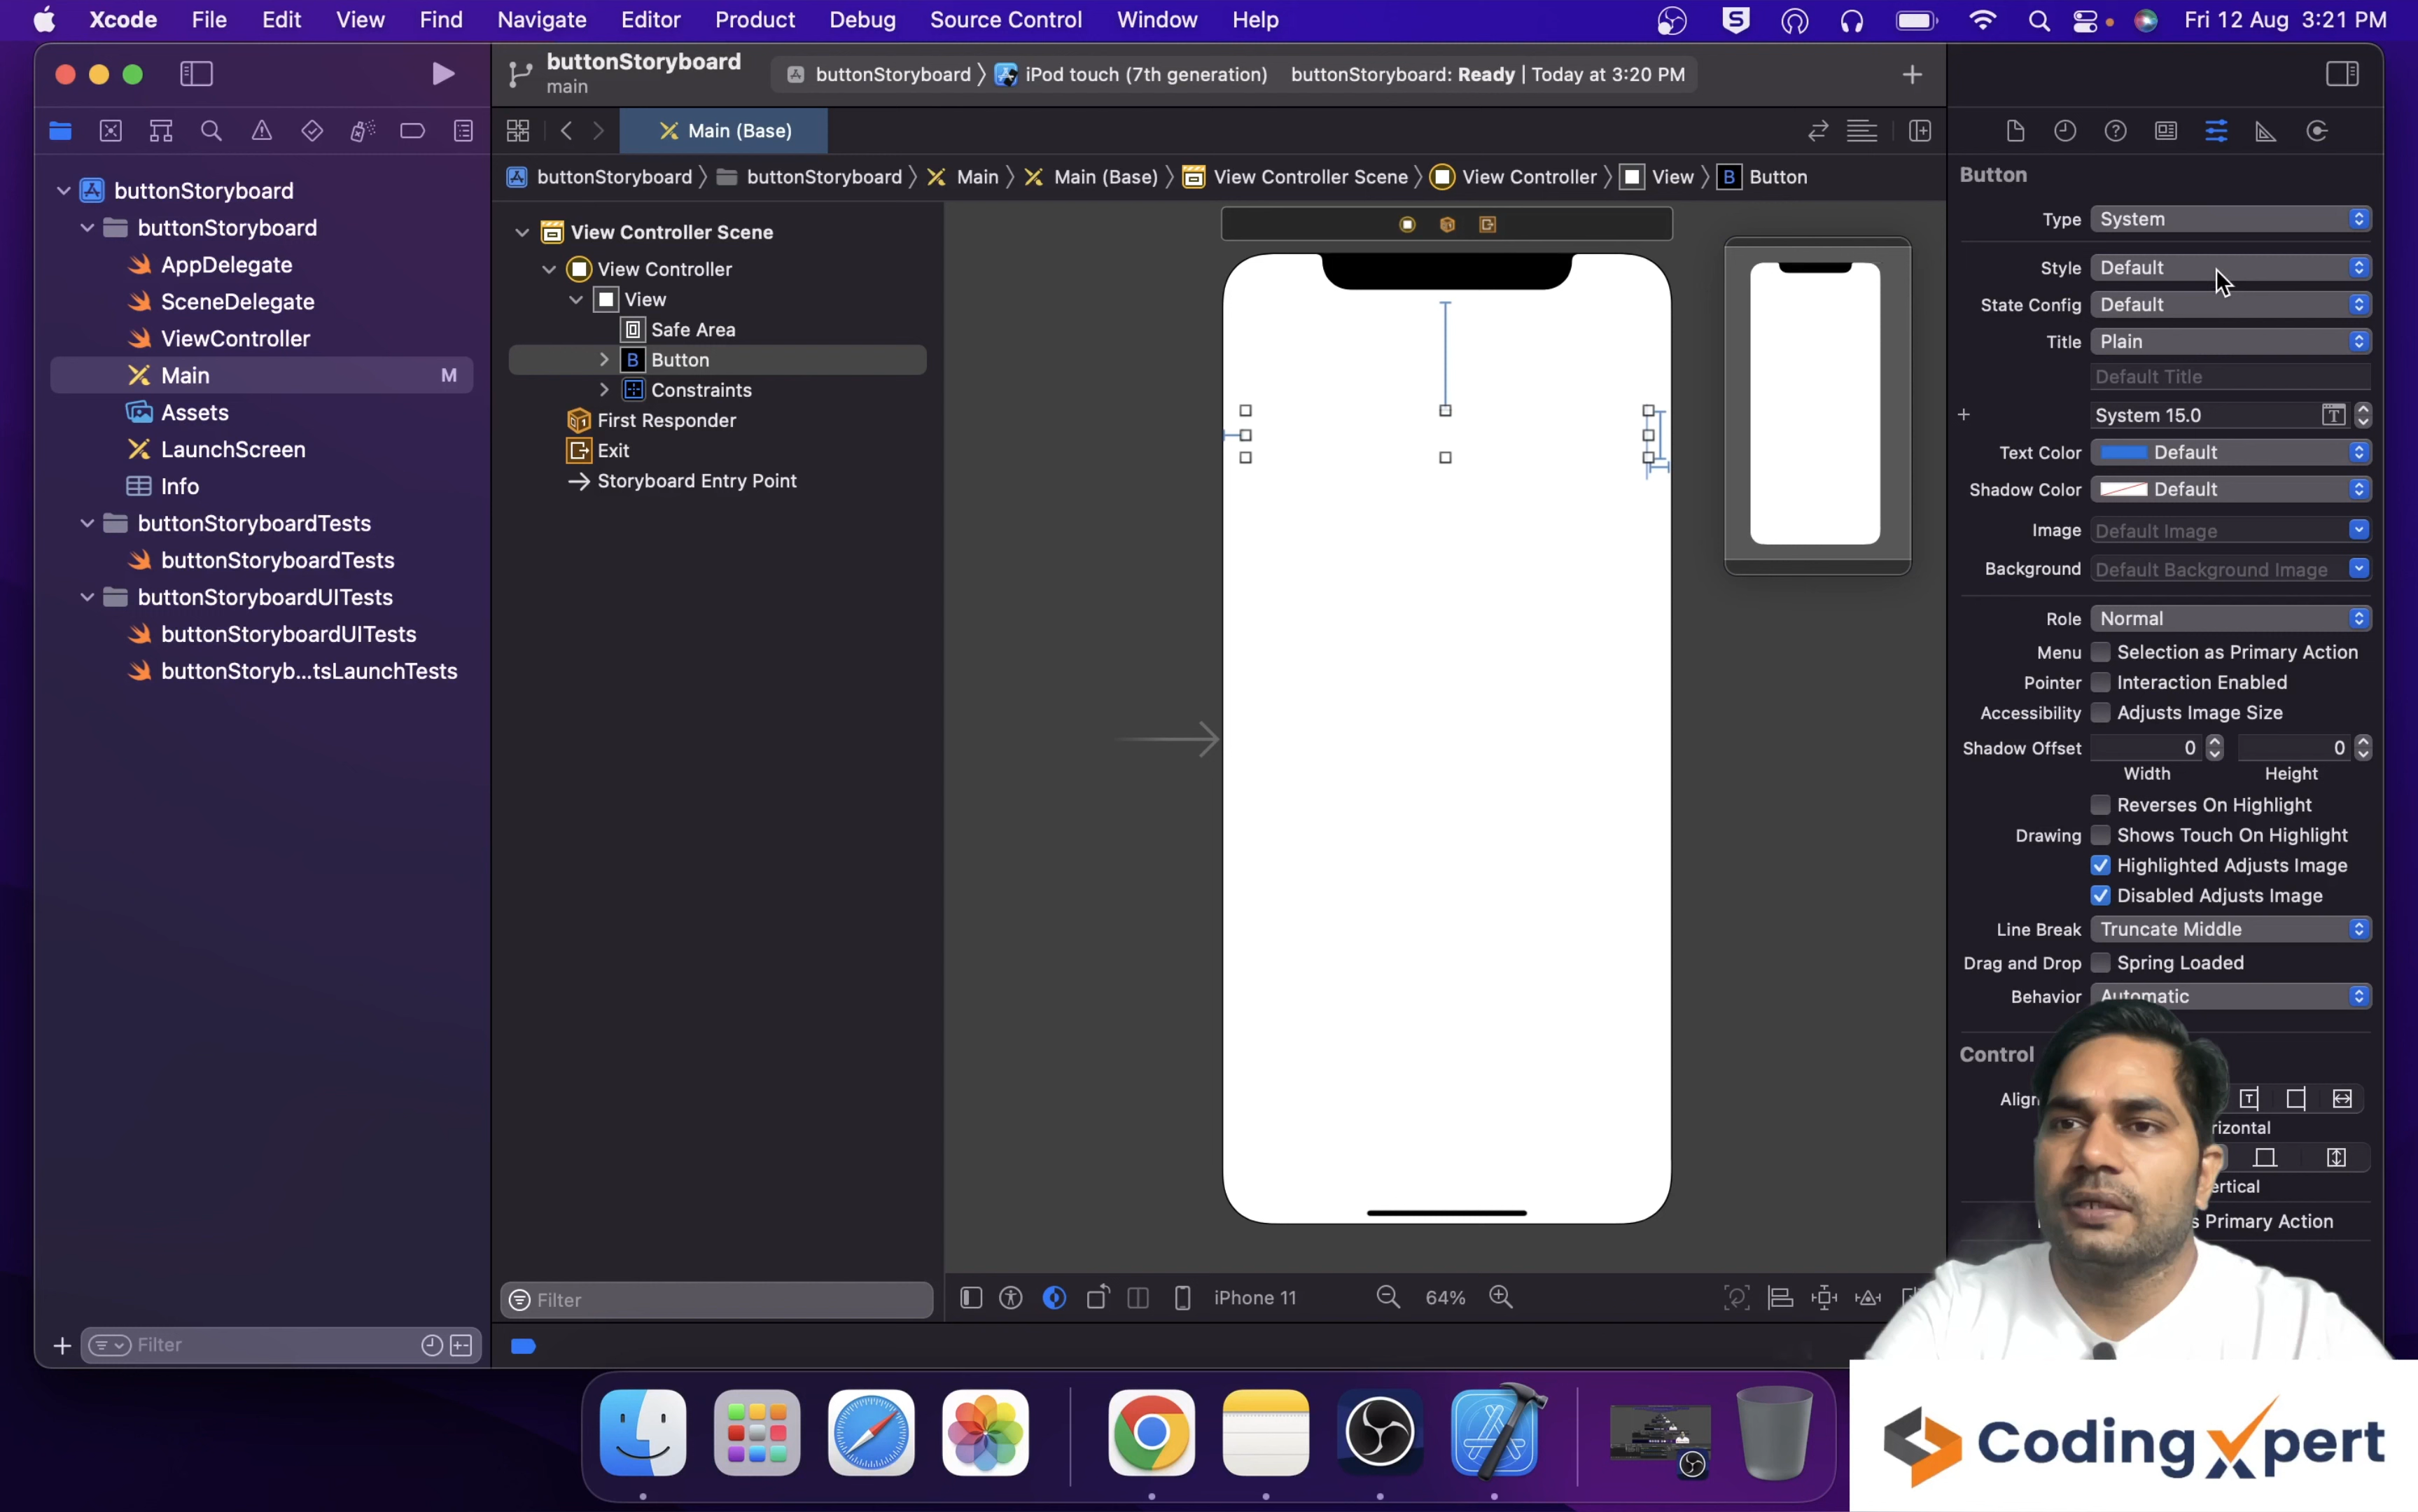 Xcode File Edit View Find Navigate Editor Product Debug Source Control Window Help
Fri 12 Aug 3:21 PM
buttonStoryboard
main
buttonStoryboard
iPod touch (7th generation)
buttonStoryboard: Ready | Today at 3:20 PM
Main (Base)
buttonStoryboard
buttonStoryboard
Main
Main (Base)
View Controller Scene
View Controller
View
B Button
buttonStoryboard
buttonStoryboard
AppDelegate
SceneDelegate
ViewController
Main M
Assets
LaunchScreen
Info
buttonStoryboardTests
buttonStoryboardTests
buttonStoryboardUITests
buttonStoryboardUITests
buttonStoryb...tsLaunchTests
Filter
View Controller Scene
View Controller
View
Safe Area
B Button
Constraints
First Responder
Exit
Storyboard Entry Point
Filter
iPhone 11
64%
Button
Type System
Style Default
State Config Default
Title Plain
Default Title
System 15.0
Text Color Default
Shadow Color Default
Image Default Image
Background Default Background Image
Role Normal
Menu Selection as Primary Action
Pointer Interaction Enabled
Accessibility Adjusts Image Size
Shadow Offset 0 0
Width Height
Reverses On Highlight
Drawing Shows Touch On Highlight
Highlighted Adjusts Image
Disabled Adjusts Image
Line Break Truncate Middle
Drag and Drop Spring Loaded
Behavior Automatic
Control
Primary Action
CodingXpert